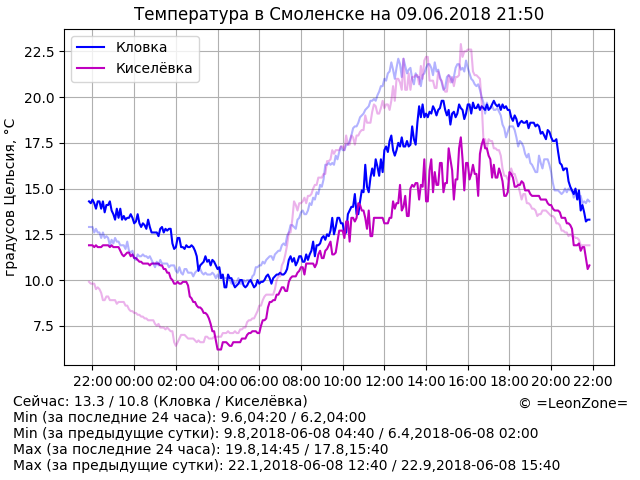 Температура в Смоленске на 09.06.2018 21:50
Кловка
Киселёвка
градусов Цельсия, °C
22.5
20.0
17.5
15.0
12.5
10.0
7.5
22:00 00:00 02:00 04:00 06:00 08:00 10:00 12:00 14:00 16:00 18:00 20:00 22:00
Сейчас: 13.3 / 10.8 (Кловка / Киселёвка)
© =LeonZone=
Min (за последние 24 часа): 9.6,04:20 / 6.2,04:00
Min (за предыдущие сутки): 9.8,2018-06-08 04:40 / 6.4,2018-06-08 02:00
Max (за последние 24 часа): 19.8,14:45 / 17.8,15:40
Max (за предыдущие сутки): 22.1,2018-06-08 12:40 / 22.9,2018-06-08 15:40